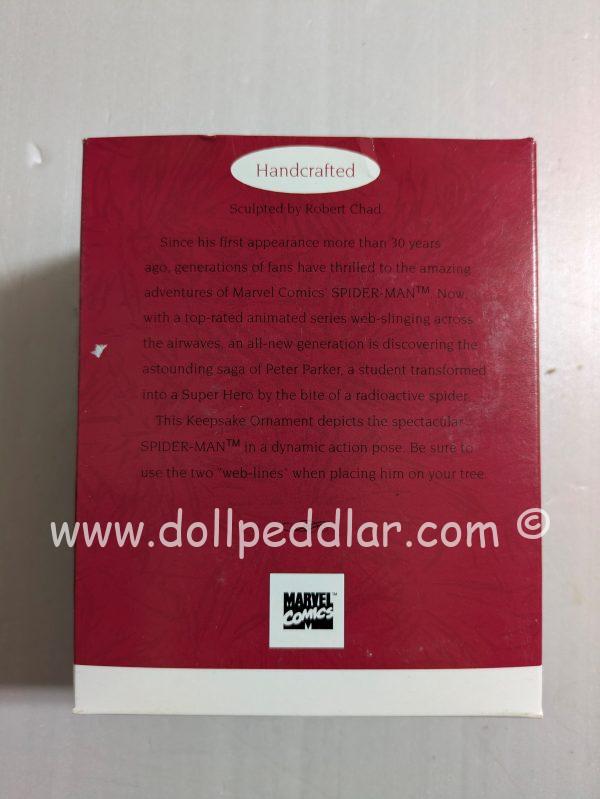 Handcrafted
Sculpted by Robert Chad
Since his first appearance more than 30 years
ago, generations of fans have thrilled to the amazing
adventures of Marvel Comics' SPIDER-MAN™ Now,
with a top-rated animated series web-slinging across
the airwaves, an all-new generation is discovering the
astounding saga of Peter Parker, a student transformed
into a Super Hero by the bite of a radioactive spider.
This Keepsake Ornament depicts the spectacular
SPIDER-MAN™ in a dynamic action pose. Be sure to
use the two "web-lines" when placing him on your tree.
www.dollpeddlar.com ©
MARVEL™
COMICS